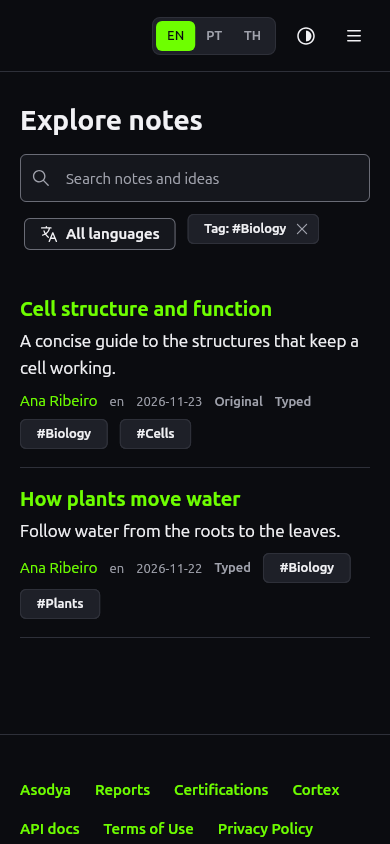 EN PT TH
Explore notes
Search notes and ideas
All languages Tag: #Biology
Cell structure and function
A concise guide to the structures that keep a
cell working.
Ana Ribeiro en 2026-11-23 Original Typed
#Biology #Cells
How plants move water
Follow water from the roots to the leaves.
Ana Ribeiro en 2026-11-22 Typed #Biology
#Plants
Asodya Reports Certifications Cortex
API docs Terms of Use Privacy Policy